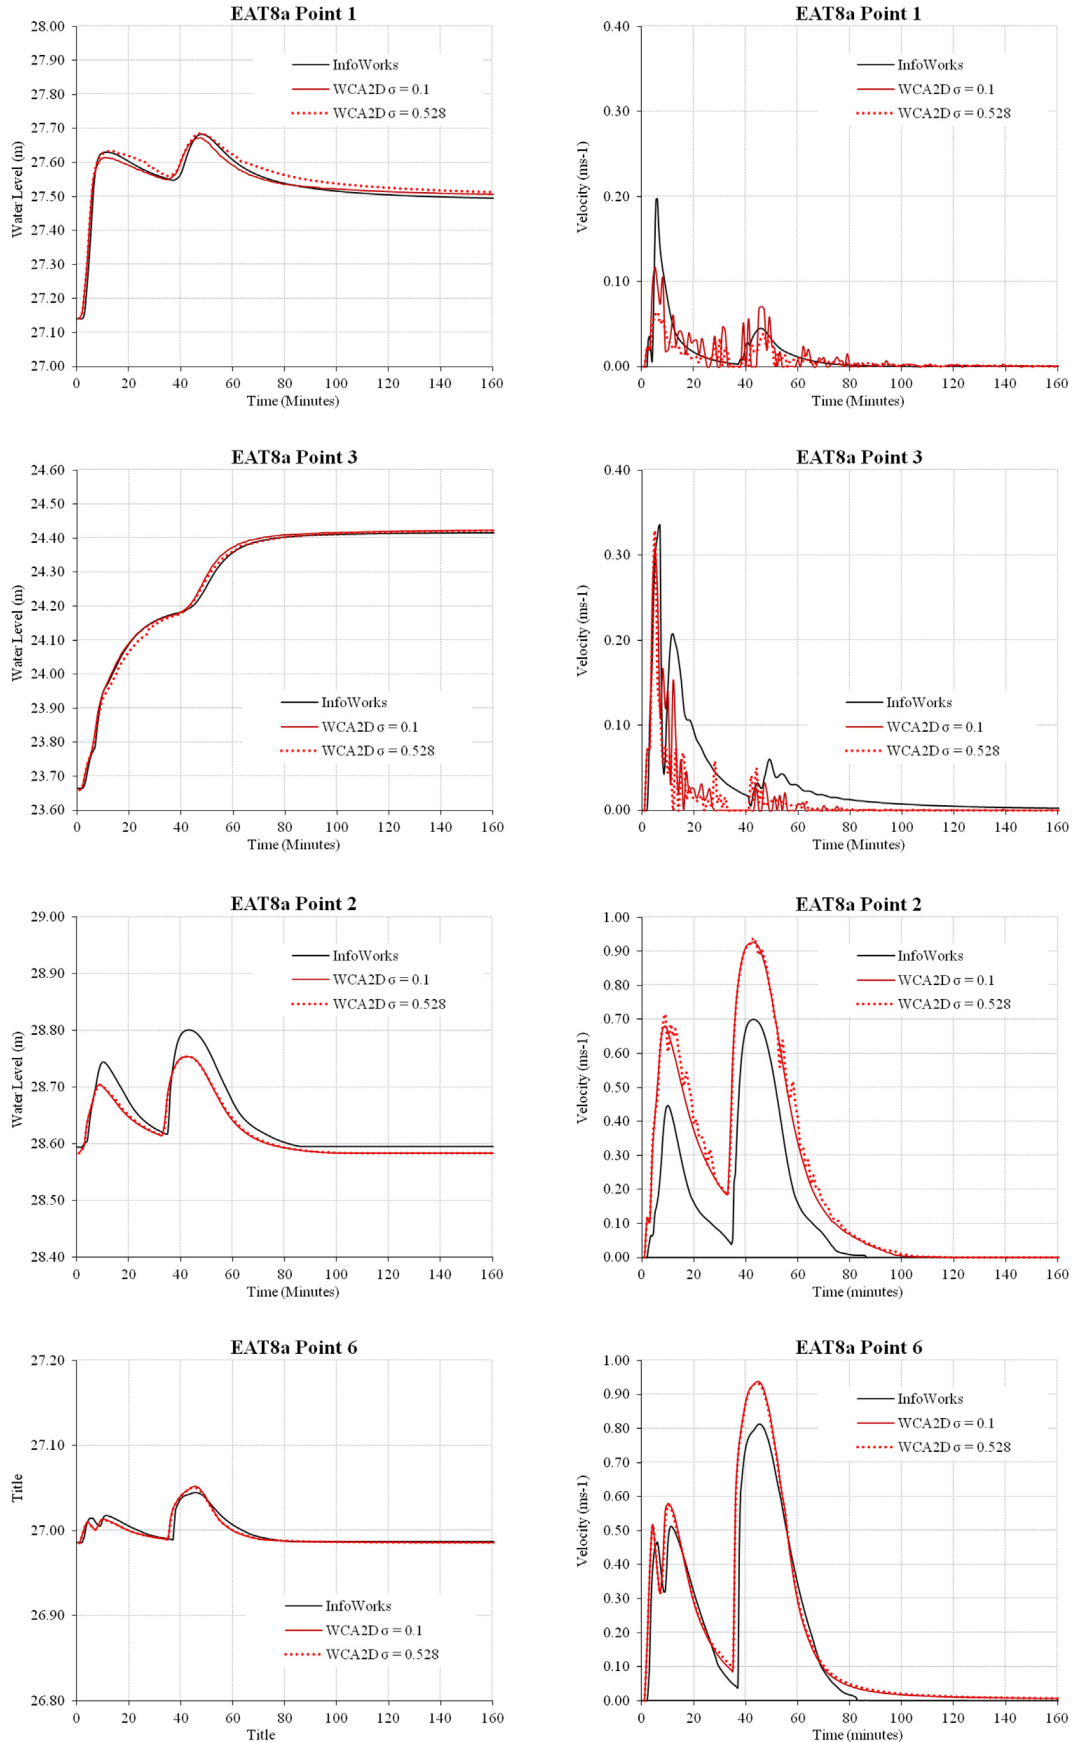 EAT8a Point 1
28.00
27.90
27.80
27.70
27.60
27.50
27.40
27.30
27.20
27.10
27.00
Water Level (m)
InfoWorks
WCA2D σ = 0.1
WCA2D σ = 0.528
0 20 40 60 80 100 120 140 160
Time (Minutes)
EAT8a Point 1
0.40
0.30
0.20
0.10
0.00
Velocity (ms-1)
InfoWorks
WCA2D σ = 0.1
WCA2D σ = 0.528
0 20 40 60 80 100 120 140 160
Time (Minutes)
EAT8a Point 3
24.60
24.50
24.40
24.30
24.20
24.10
24.00
23.90
23.80
23.70
23.60
Water Level (m)
InfoWorks
WCA2D σ = 0.1
WCA2D σ = 0.528
0 20 40 60 80 100 120 140 160
Time (Minutes)
EAT8a Point 3
0.40
0.30
0.20
0.10
0.00
Velocity (ms-1)
InfoWorks
WCA2D σ = 0.1
WCA2D σ = 0.528
0 20 40 60 80 100 120 140 160
Time (Minutes)
EAT8a Point 2
29.00
28.90
28.80
28.70
28.60
28.50
28.40
Water Level (m)
InfoWorks
WCA2D σ = 0.1
WCA2D σ = 0.528
0 20 40 60 80 100 120 140 160
Time (Minutes)
EAT8a Point 2
1.00
0.90
0.80
0.70
0.60
0.50
0.40
0.30
0.20
0.10
0.00
Velocity (ms-1)
InfoWorks
WCA2D σ = 0.1
WCA2D σ = 0.528
0 20 40 60 80 100 120 140 160
Time (minutes)
EAT8a Point 6
27.20
27.10
27.00
26.90
26.80
Title
InfoWorks
WCA2D σ = 0.1
WCA2D σ = 0.528
0 20 40 60 80 100 120 140 160
Title
EAT8a Point 6
1.00
0.90
0.80
0.70
0.60
0.50
0.40
0.30
0.20
0.10
0.00
Velocity (ms-1)
InfoWorks
WCA2D σ = 0.1
WCA2D σ = 0.528
0 20 40 60 80 100 120 140 160
Time (minutes)